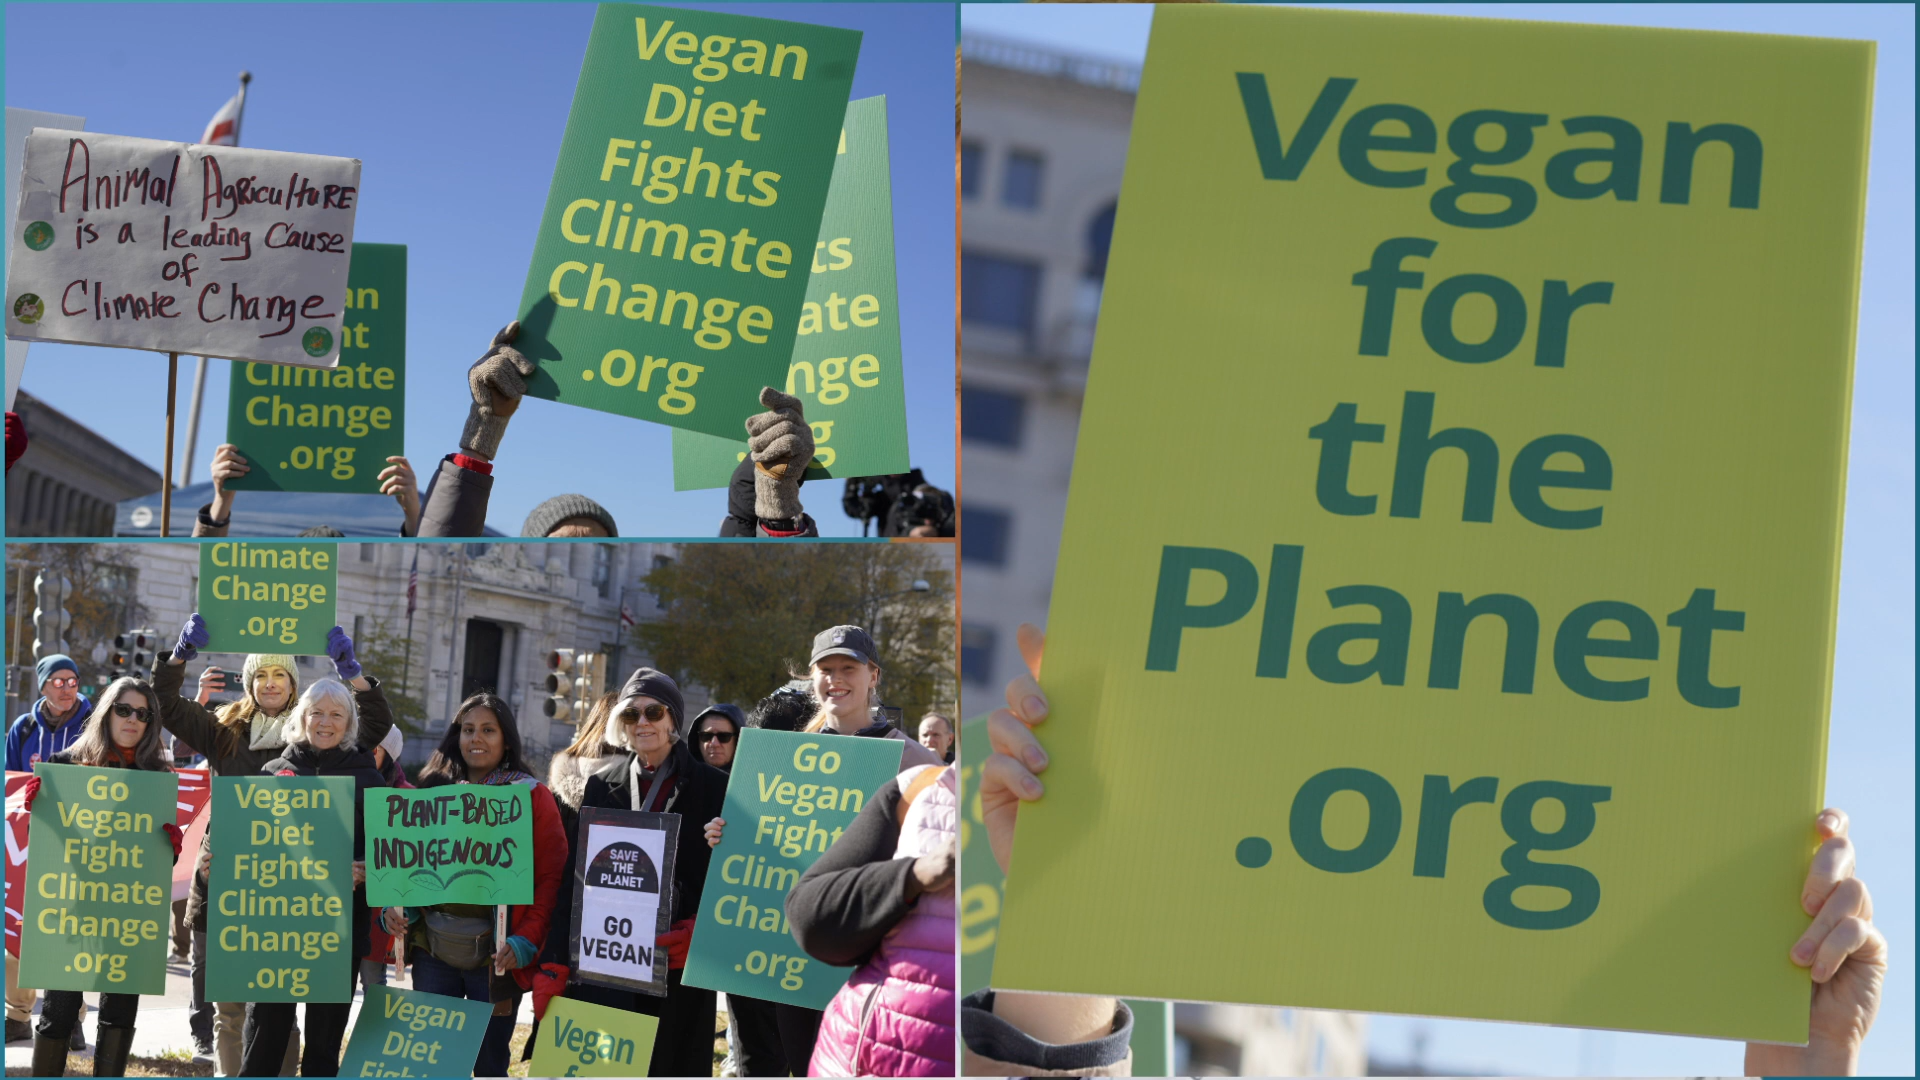 Animal Agriculture
is a leading Cause
of
Climate Change
Climate
Change
.org
Vegan
Diet
Fights
Climate
Change
.org
Vegan
for
the
Planet
.org
Climate
Change
.org
Go
Vegan
Fight
Climate
Change
.org
Vegan
Diet
Fights
Climate
Change
.org
PLANT-BASED
INDIGENOUS
SAVE
THE
PLANET
GO
VEGAN
Go
Vegan
Fight
.org
Vegan
Diet
Vegan